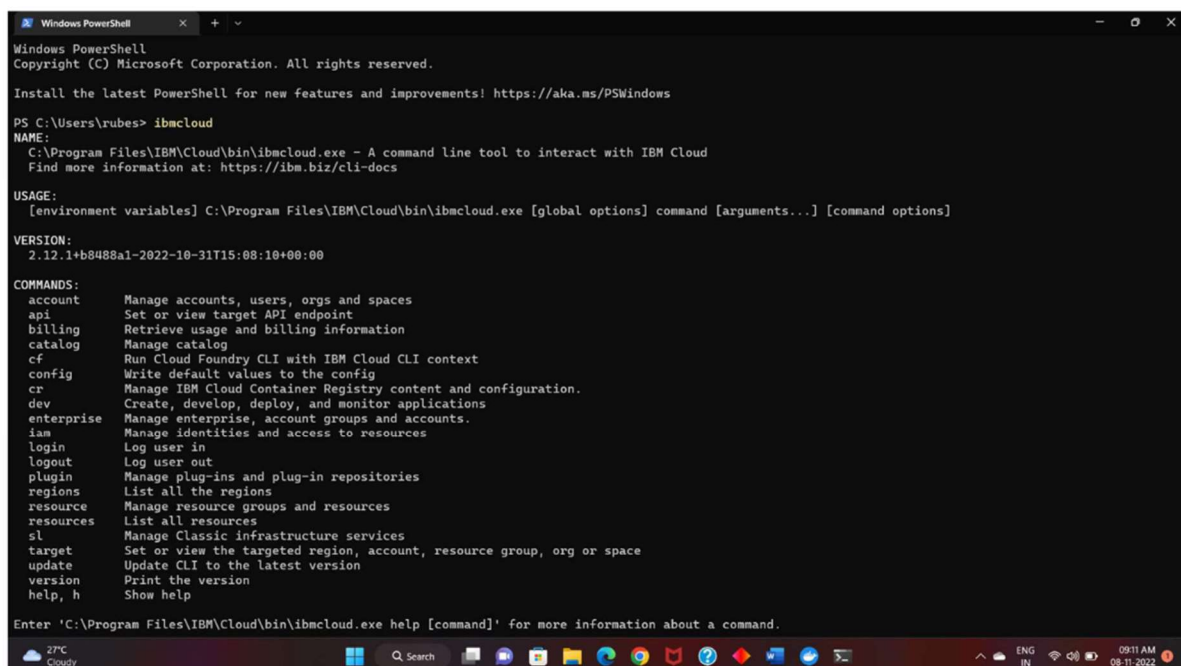 Windows PowerShell
Windows PowerShell
Copyright (C) Microsoft Corporation. All rights reserved.
Install the latest PowerShell for new features and improvements! https://aka.ms/PSWindows
PS C:\Users\rubes> ibmcloud
NAME:
C:\Program Files\IBM\Cloud\bin\ibmcloud.exe - A command line tool to interact with IBM Cloud
Find more information at: https://ibm.biz/cli-docs
USAGE:
[environment variables] C:\Program Files\IBM\Cloud\bin\ibmcloud.exe [global options] command [arguments...] [command options]
VERSION:
2.12.1+b8488a1-2022-10-31T15:08:10+00:00
COMMANDS:
account Manage accounts, users, orgs and spaces
api Set or view target API endpoint
billing Retrieve usage and billing information
catalog Manage catalog
cf Run Cloud Foundry CLI with IBM Cloud CLI context
config Write default values to the config
cr Manage IBM Cloud Container Registry content and configuration.
dev Create, develop, deploy, and monitor applications
enterprise Manage enterprise, account groups and accounts.
iam Manage identities and access to resources
login Log user in
logout Log user out
plugin Manage plug-ins and plug-in repositories
regions List all the regions
resource Manage resource groups and resources
resources List all resources
sl Manage Classic infrastructure services
target Set or view the targeted region, account, resource group, org or space
update Update CLI to the latest version
version Print the version
help, h Show help
Enter 'C:\Program Files\IBM\Cloud\bin\ibmcloud.exe help [command]' for more information about a command.
27°C
Cloudy
Search
ENG
IN
09:11 AM
08-11-2022
1